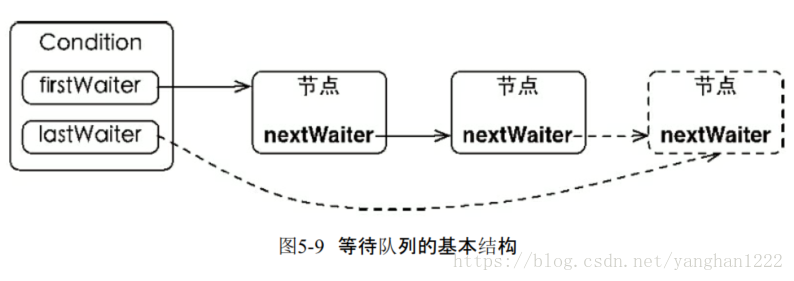 Condition
firstWaiter
lastWaiter
节点
nextWaiter
节点
nextWaiter
节点
nextWaiter
图5-9 等待队列的基本结构
https://blog.csdn.net/yanghan1222